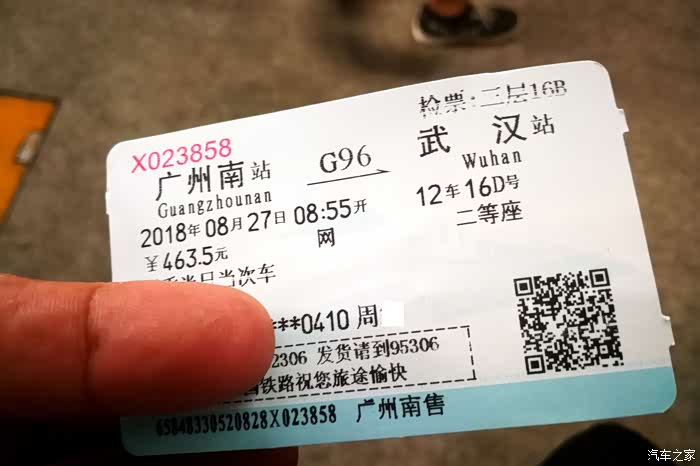 检票:三层16B
X023858
广州南站 G96 武汉站
Guangzhounan Wuhan
2018年08月27日 08:55开 12车16D号
¥463.5元 网 二等座
当日当次车
***0410 周
2306 发货请到95306
铁路祝您旅途愉快
65848330520828X023858 广州南售
汽车之家